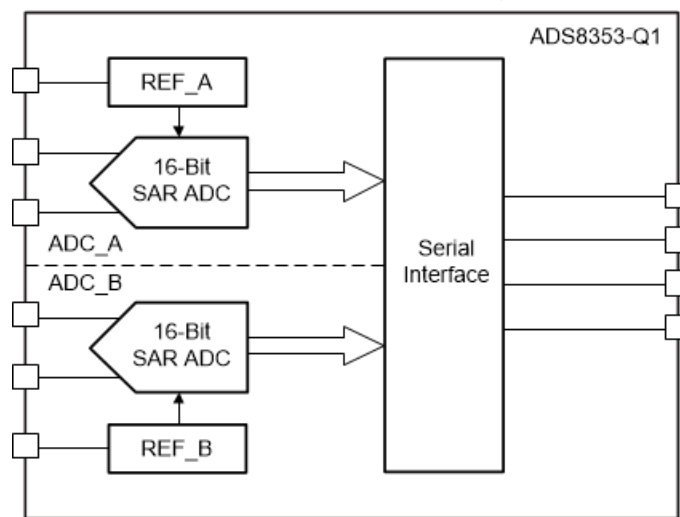 ADS8353-Q1
REF_A
16-Bit
SAR ADC
ADC_A
ADC_B
16-Bit
SAR ADC
REF_B
Serial
Interface